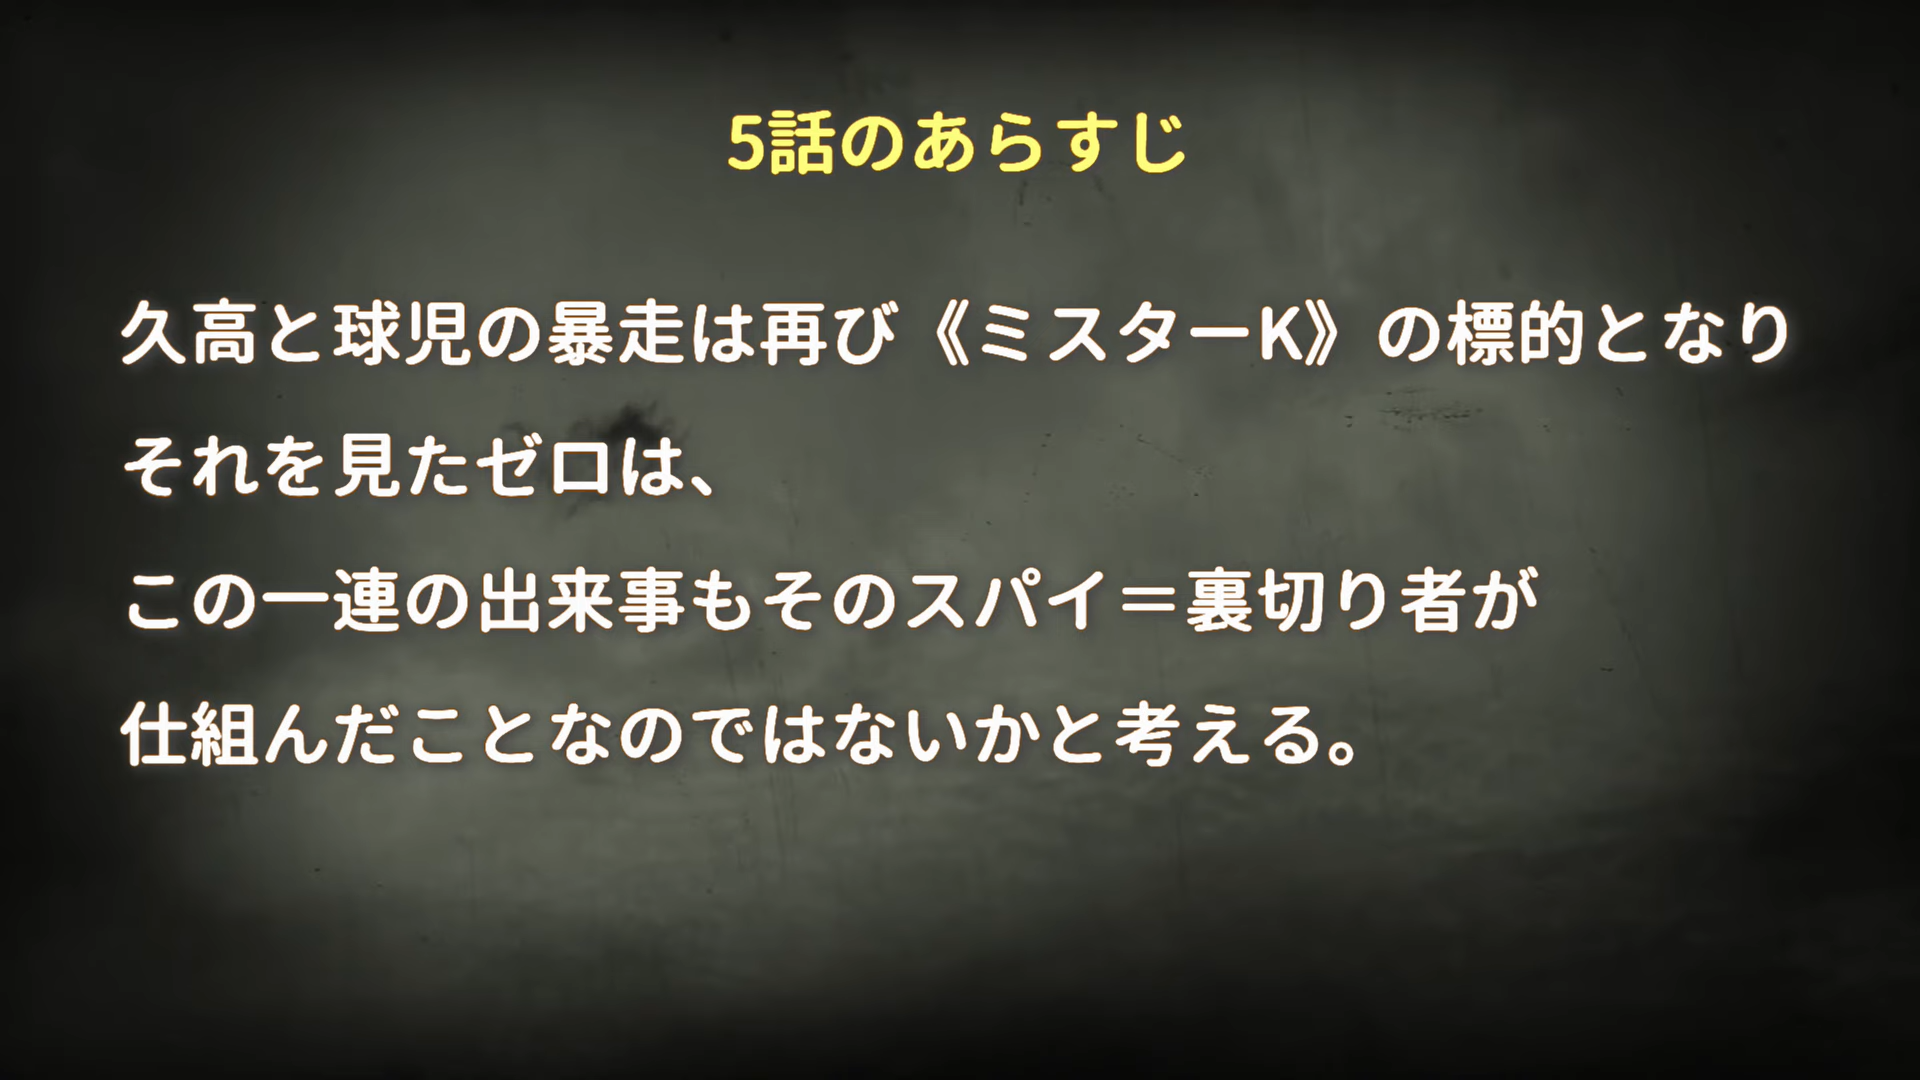 5話のあらすじ
久高と球児の暴走は再び《ミスターK》の標的となり
それを見たゼロは、
この一連の出来事もそのスパイ＝裏切り者が
仕組んだことなのではないかと考える。